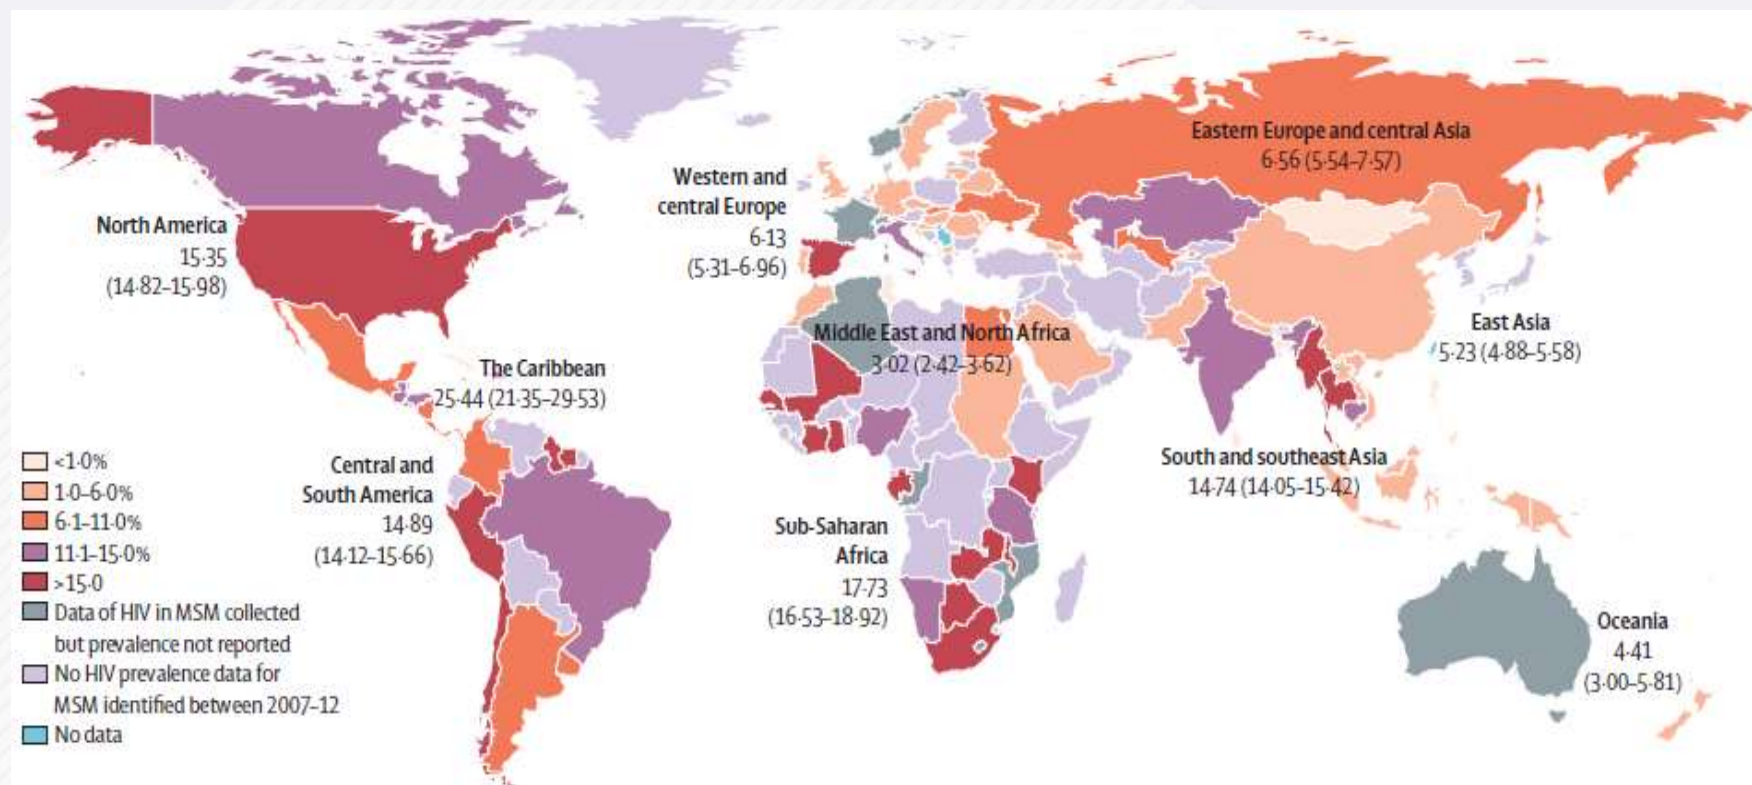 North America
15·35
(14·82–15·98)
Western and
central Europe
6·13
(5·31–6·96)
Eastern Europe and central Asia
6·56 (5·54–7·57)
Middle East and North Africa
3·02 (2·42–3·62)
East Asia
5·23 (4·88–5·58)
The Caribbean
25·44 (21·35–29·53)
Central and
South America
14·89
(14·12–15·66)
South and southeast Asia
14·74 (14·05–15·42)
Sub-Saharan
Africa
17·73
(16·53–18·92)
Oceania
4·41
(3·00–5·81)
<1·0%
1·0–6·0%
6·1–11·0%
11·1–15·0%
>15·0
Data of HIV in MSM collected
but prevalence not reported
No HIV prevalence data for
MSM identified between 2007–12
No data